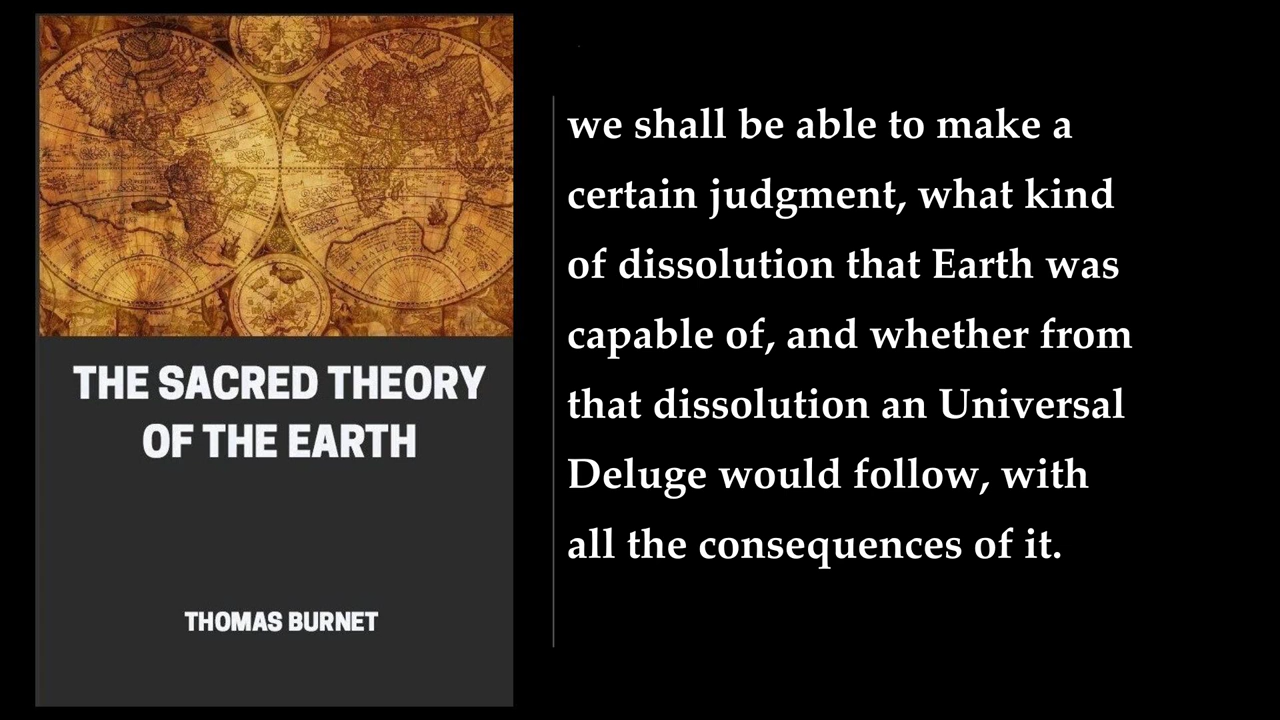 THE SACRED THEORY
OF THE EARTH
THOMAS BURNET
we shall be able to make a
certain judgment, what kind
of dissolution that Earth was
capable of, and whether from
that dissolution an Universal
Deluge would follow, with
all the consequences of it.